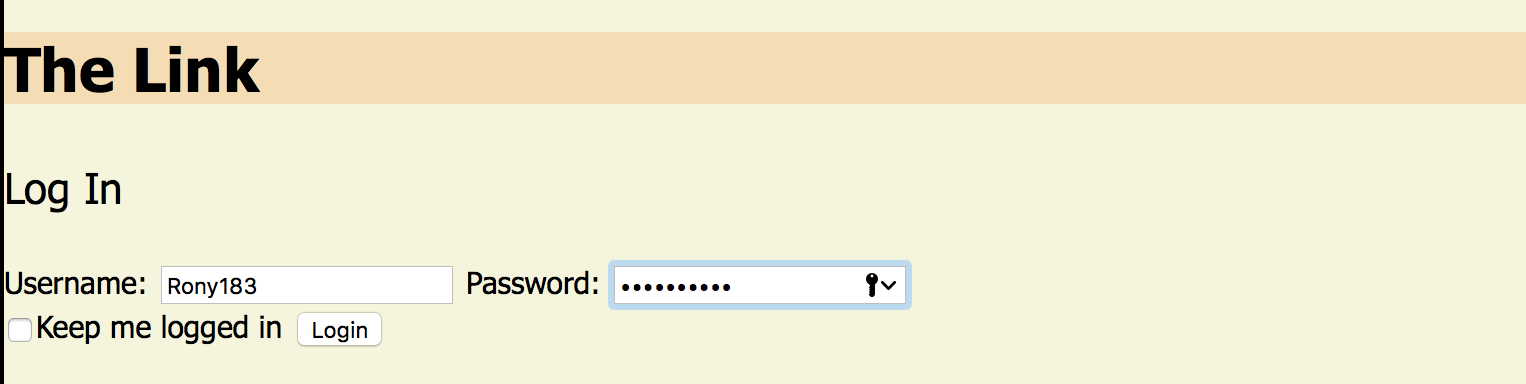 The Link
Log In
Username: Rony183 Password: ••••••••••
Keep me logged in Login